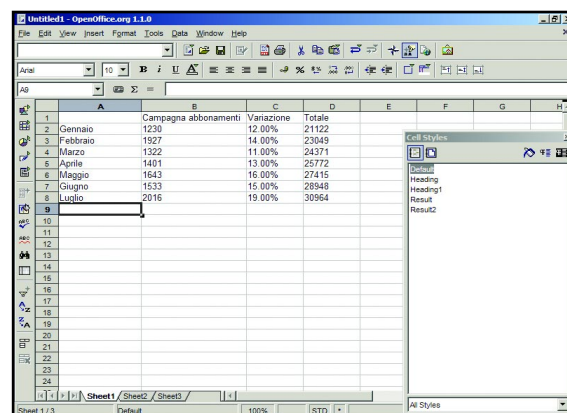 Untitled1 - OpenOffice.org 1.1.0
File Edit View Insert Format Tools Data Window Help
Arial 10 B i U A
A9 Σ =
A B C D E F G H
1 Campagna abbonamenti Variazione Totale
2 Gennaio 1230 12.00% 21122
3 Febbraio 1927 14.00% 23049
4 Marzo 1322 11.00% 24371
5 Aprile 1401 13.00% 25772
6 Maggio 1643 16.00% 27415
7 Giugno 1533 15.00% 28948
8 Luglio 2016 19.00% 30964
9
10
11
12
13
14
15
16
17
18
19
20
21
22
23
24
Cell Styles
Default
Heading
Heading1
Result
Result2
All Styles
Sheet1 Sheet2 Sheet3
Sheet 1 / 3 Default 100% STD *